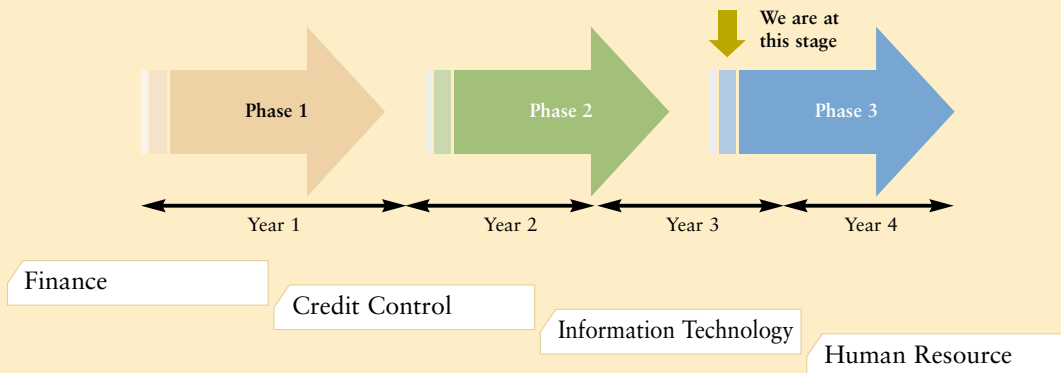 We are at
this stage
Phase 1
Phase 2
Phase 3
Year 1
Year 2
Year 3
Year 4
Finance
Credit Control
Information Technology
Human Resource